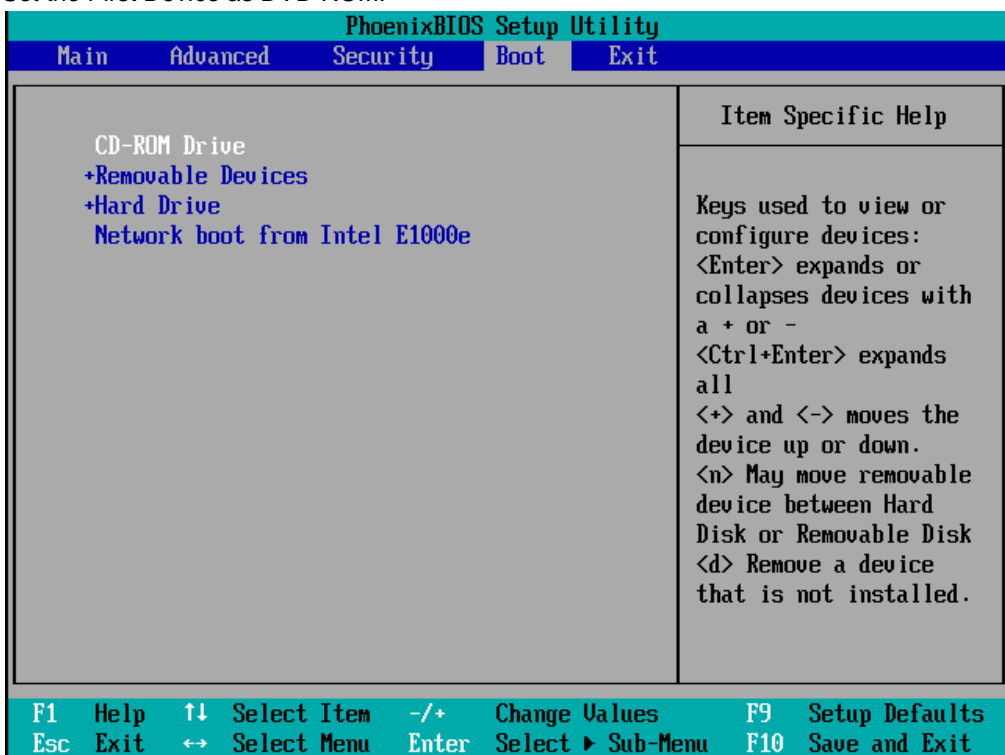 Set the First Device as DVD-ROM.
PhoenixBIOS Setup Utility
Main Advanced Security Boot Exit
CD-ROM Drive
+Removable Devices
+Hard Drive
Network boot from Intel E1000e
Item Specific Help
Keys used to view or
configure devices:
<Enter> expands or
collapses devices with
a + or -
<Ctrl+Enter> expands
all
<+> and <-> moves the
device up or down.
<n> May move removable
device between Hard
Disk or Removable Disk
<d> Remove a device
that is not installed.
F1 Help ↑↓ Select Item -/+ Change Values F9 Setup Defaults
Esc Exit ↔ Select Menu Enter Select ▶ Sub-Menu F10 Save and Exit